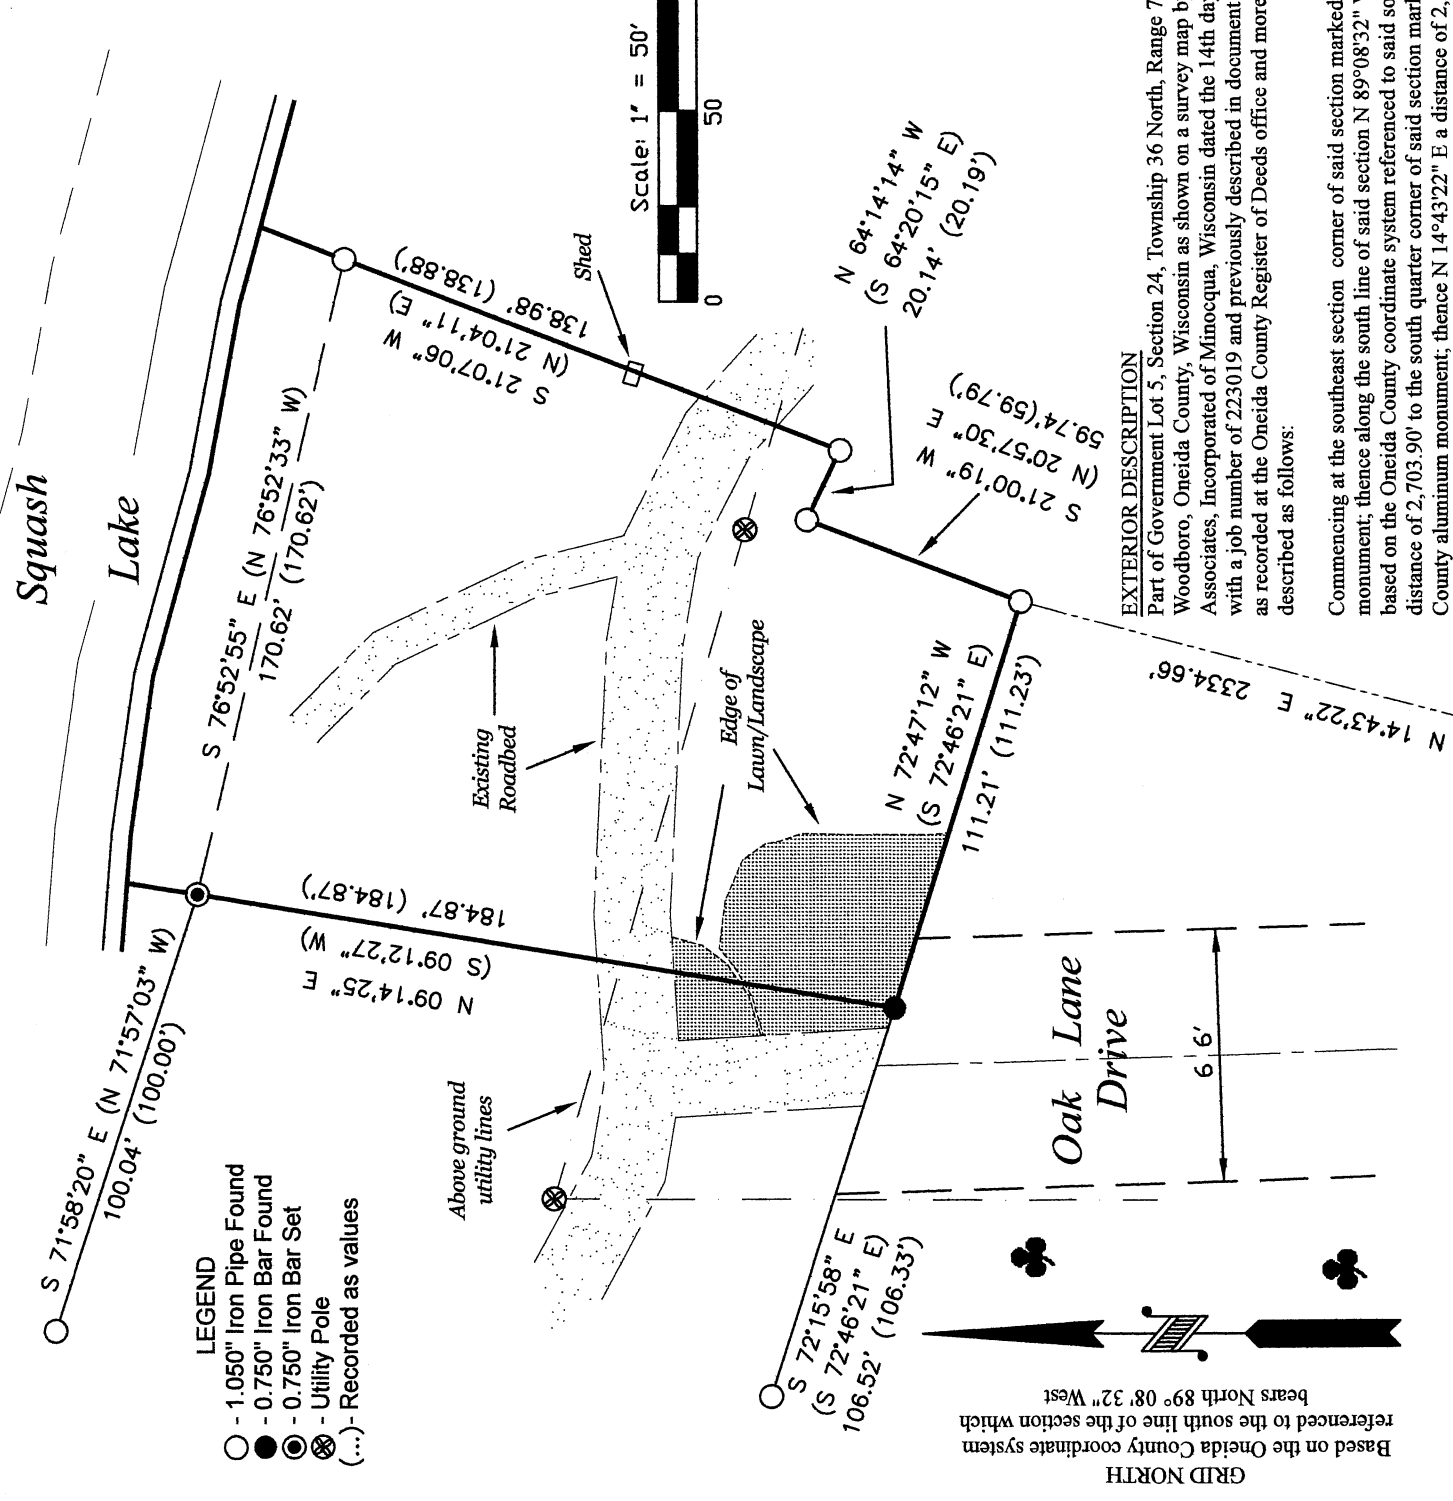 Squash
Lake
S 71°58'20" E (N 71°57'03" W)
100.04' (100.00')
S 76°52'55" E (N 76°52'33" W)
170.62' (170.62')
138.98' (138.88')
S 21°07'06" W
(N 21°04'11" E)
Shed
Scale: 1" = 50'
0
50
N 64°14'14" W
(S 64°20'15" E)
20.14' (20.19')
S 21°00'19" W
(N 20°57'30" E
59.74(59.79')
N 72°47'12" W
(S 72°46'21" E)
111.21' (111.23')
N 14°43'22" E 2334.66'
184.87' (184.87')
N 09°14'25" E
(S 09°12'27" W)
Existing
Roadbed
Edge of
Lawn/Landscape
Above ground
utility lines
Oak Lane
Drive
66'
S 72°15'58" E
(S 72°46'21" E)
106.52' (106.33')
LEGEND
- 1.050" Iron Pipe Found
- 0.750" Iron Bar Found
- 0.750" Iron Bar Set
- Utility Pole
(...)- Recorded as values
GRID NORTH
Based on the Oneida County coordinate system
referenced to the south line of the section which
bears North 89° 08' 32" West
EXTERIOR DESCRIPTION
Part of Government Lot 5, Section 24, Township 36 North, Range 7
Woodboro, Oneida County, Wisconsin as shown on a survey map b
Associates, Incorporated of Minocqua, Wisconsin dated the 14th da
with a job number of 223019 and previously described in document
as recorded at the Oneida County Register of Deeds office and more
described as follows:
Commencing at the southeast section corner of said section marked
monument; thence along the south line of said section N 89°08'32"
based on the Oneida County coordinate system referenced to said so
distance of 2,703.90' to the south quarter corner of said section mar
County aluminum monument; thence N 14°43'22" E a distance of 2,